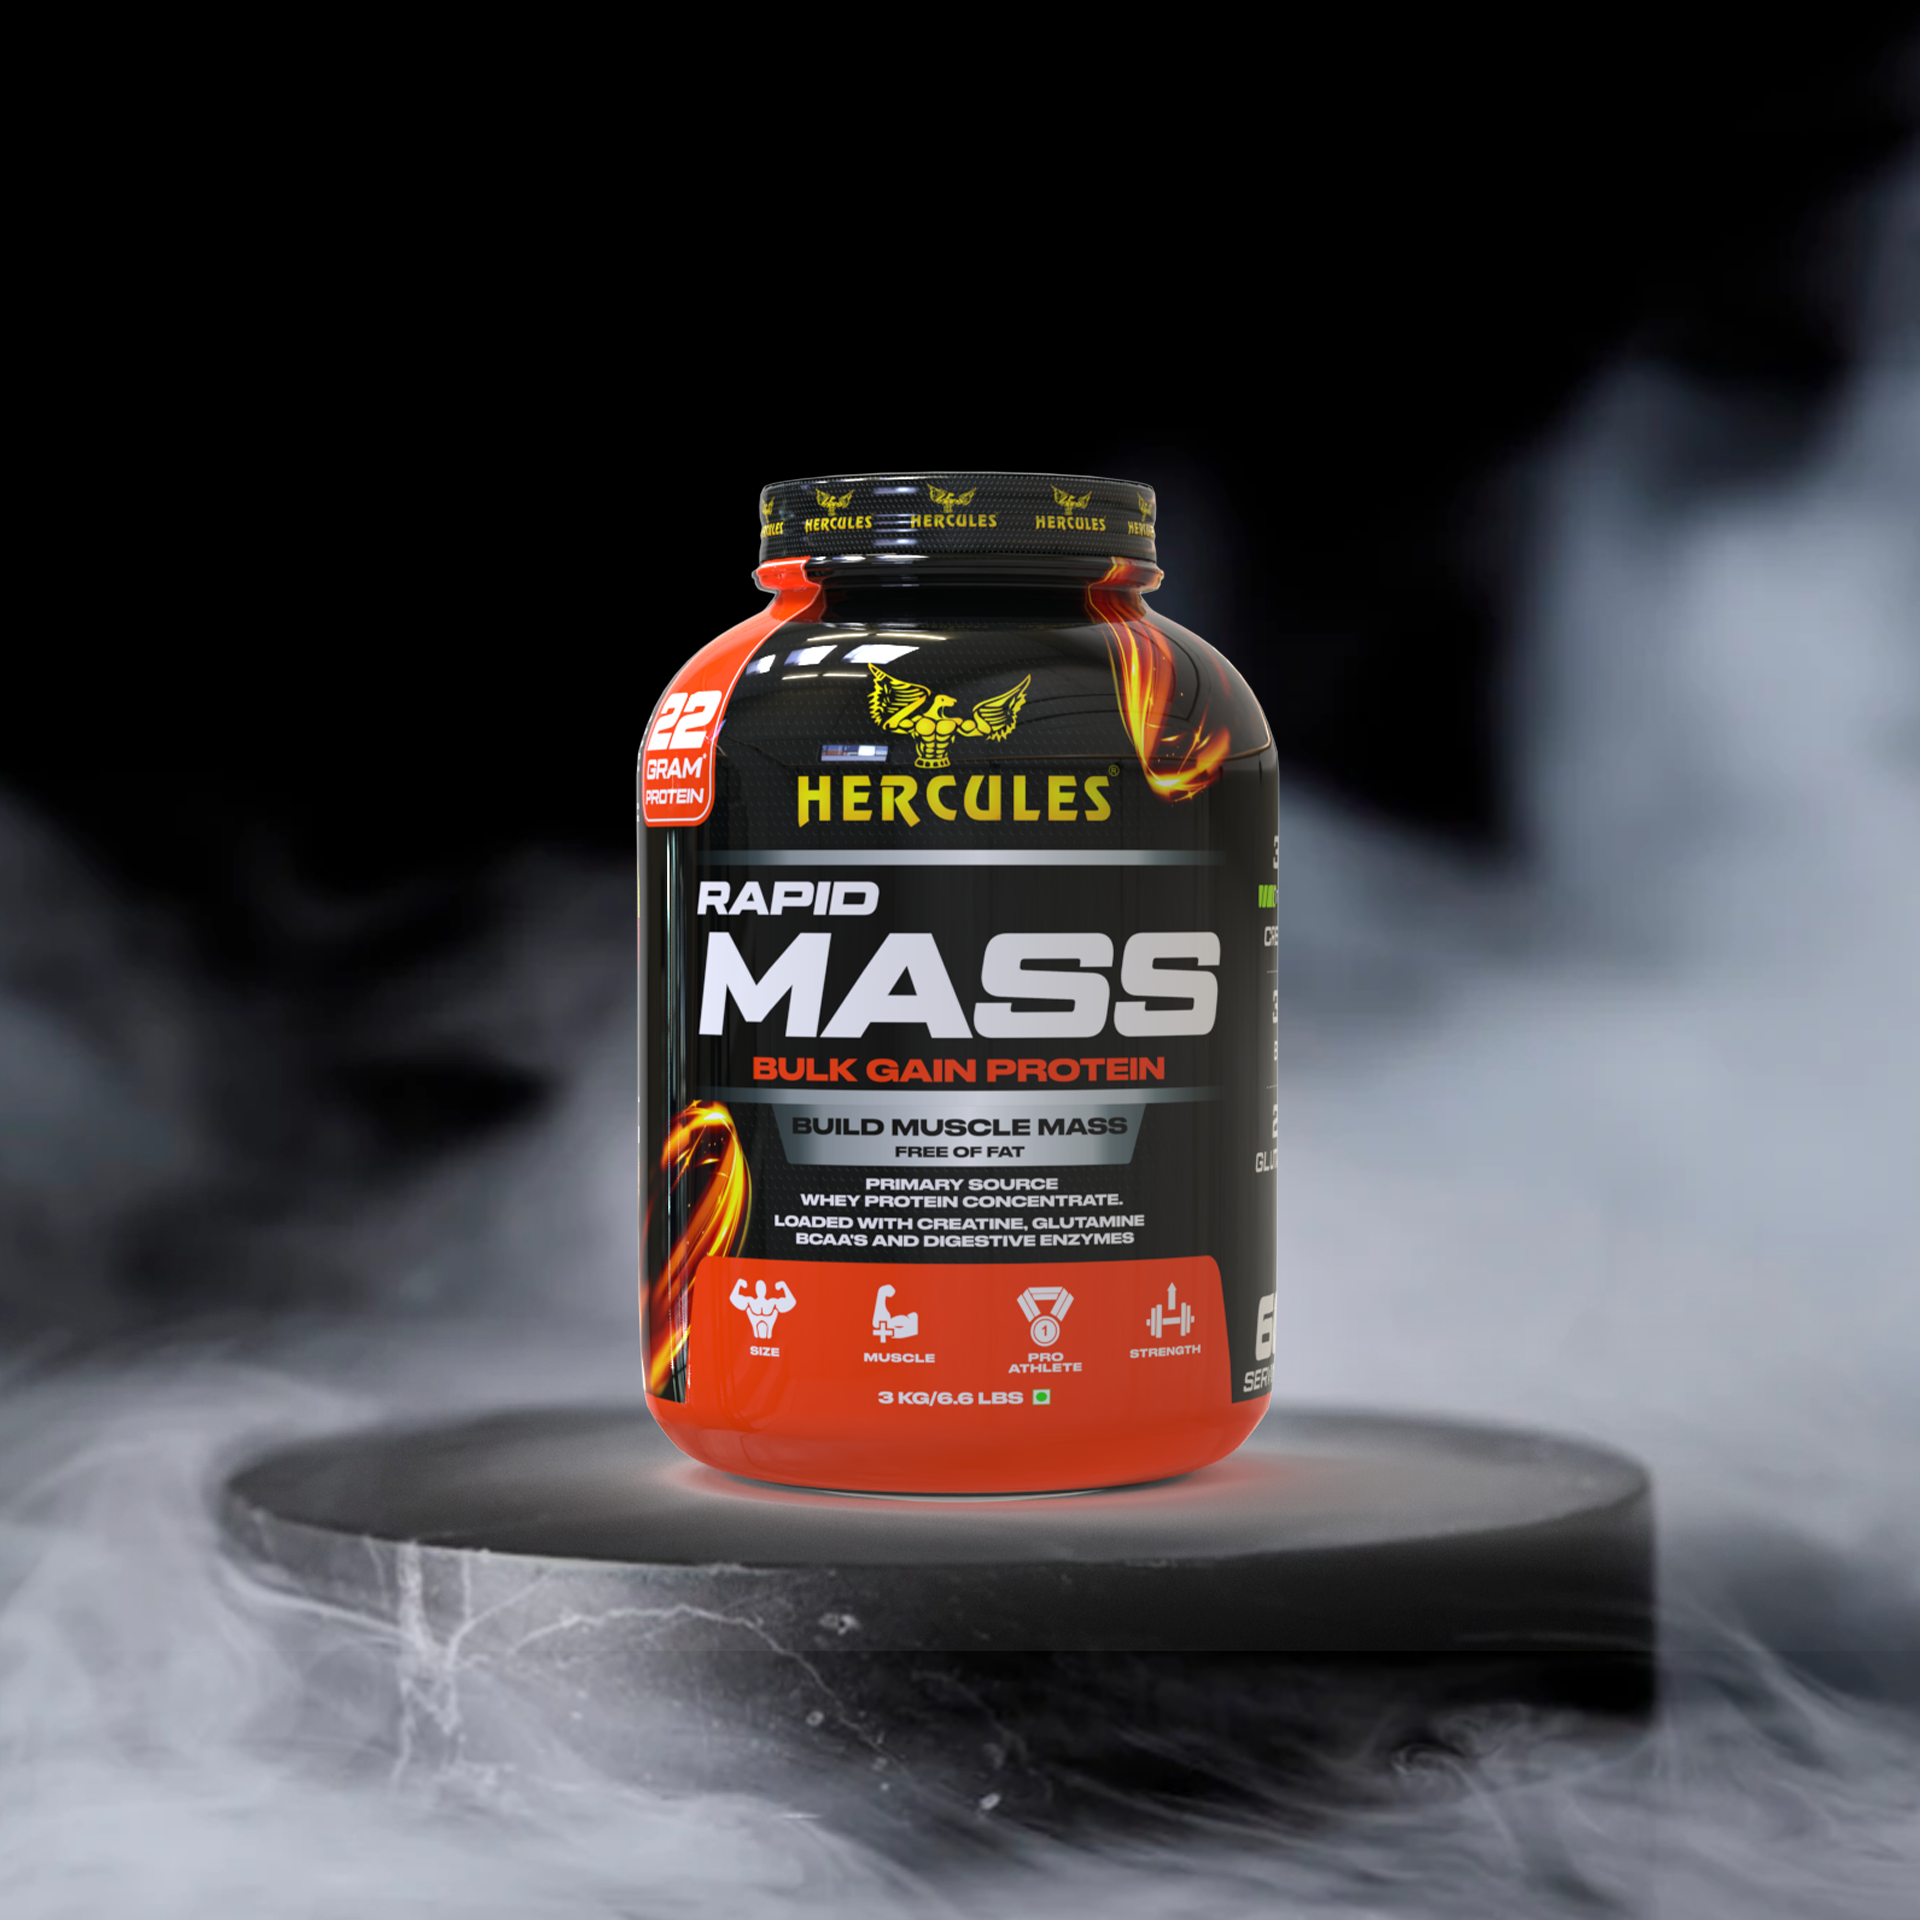 HERCULES HERCULES HERCULES
22
GRAM*
PROTEIN
HERCULES®
RAPID
MASS
BULK GAIN PROTEIN
BUILD MUSCLE MASS
FREE OF FAT
PRIMARY SOURCE
WHEY PROTEIN CONCENTRATE.
LOADED WITH CREATINE, GLUTAMINE
BCAA'S AND DIGESTIVE ENZYMES
SIZE
MUSCLE
1
PRO
ATHLETE
STRENGTH
3 KG/6.6 LBS